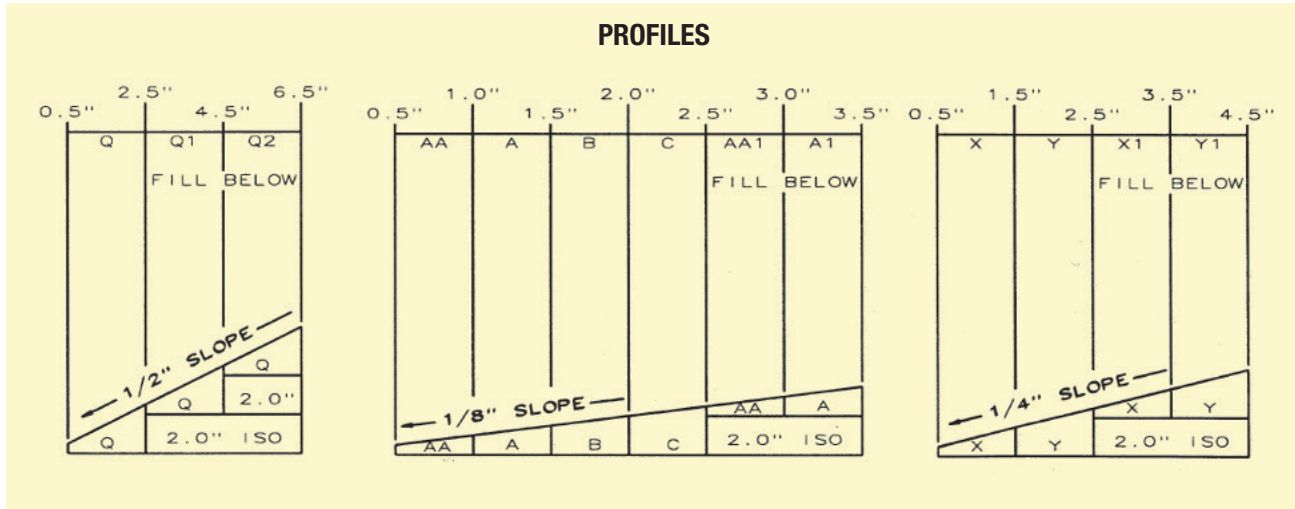 PROFILES
2.5" 6.5"
0.5" 4.5"
Q Q1 Q2
FILL BELOW
1/2" SLOPE
Q
Q 2.0"
Q 2.0" ISO
1.0" 2.0" 3.0"
0.5" 1.5" 2.5" 3.5"
AA A B C AA1 A1
FILL BELOW
1/8" SLOPE
AA A
AA A B C 2.0" ISO
1.5" 3.5"
0.5" 2.5" 4.5"
X Y X1 Y1
FILL BELOW
1/4" SLOPE
X Y
X Y 2.0" ISO